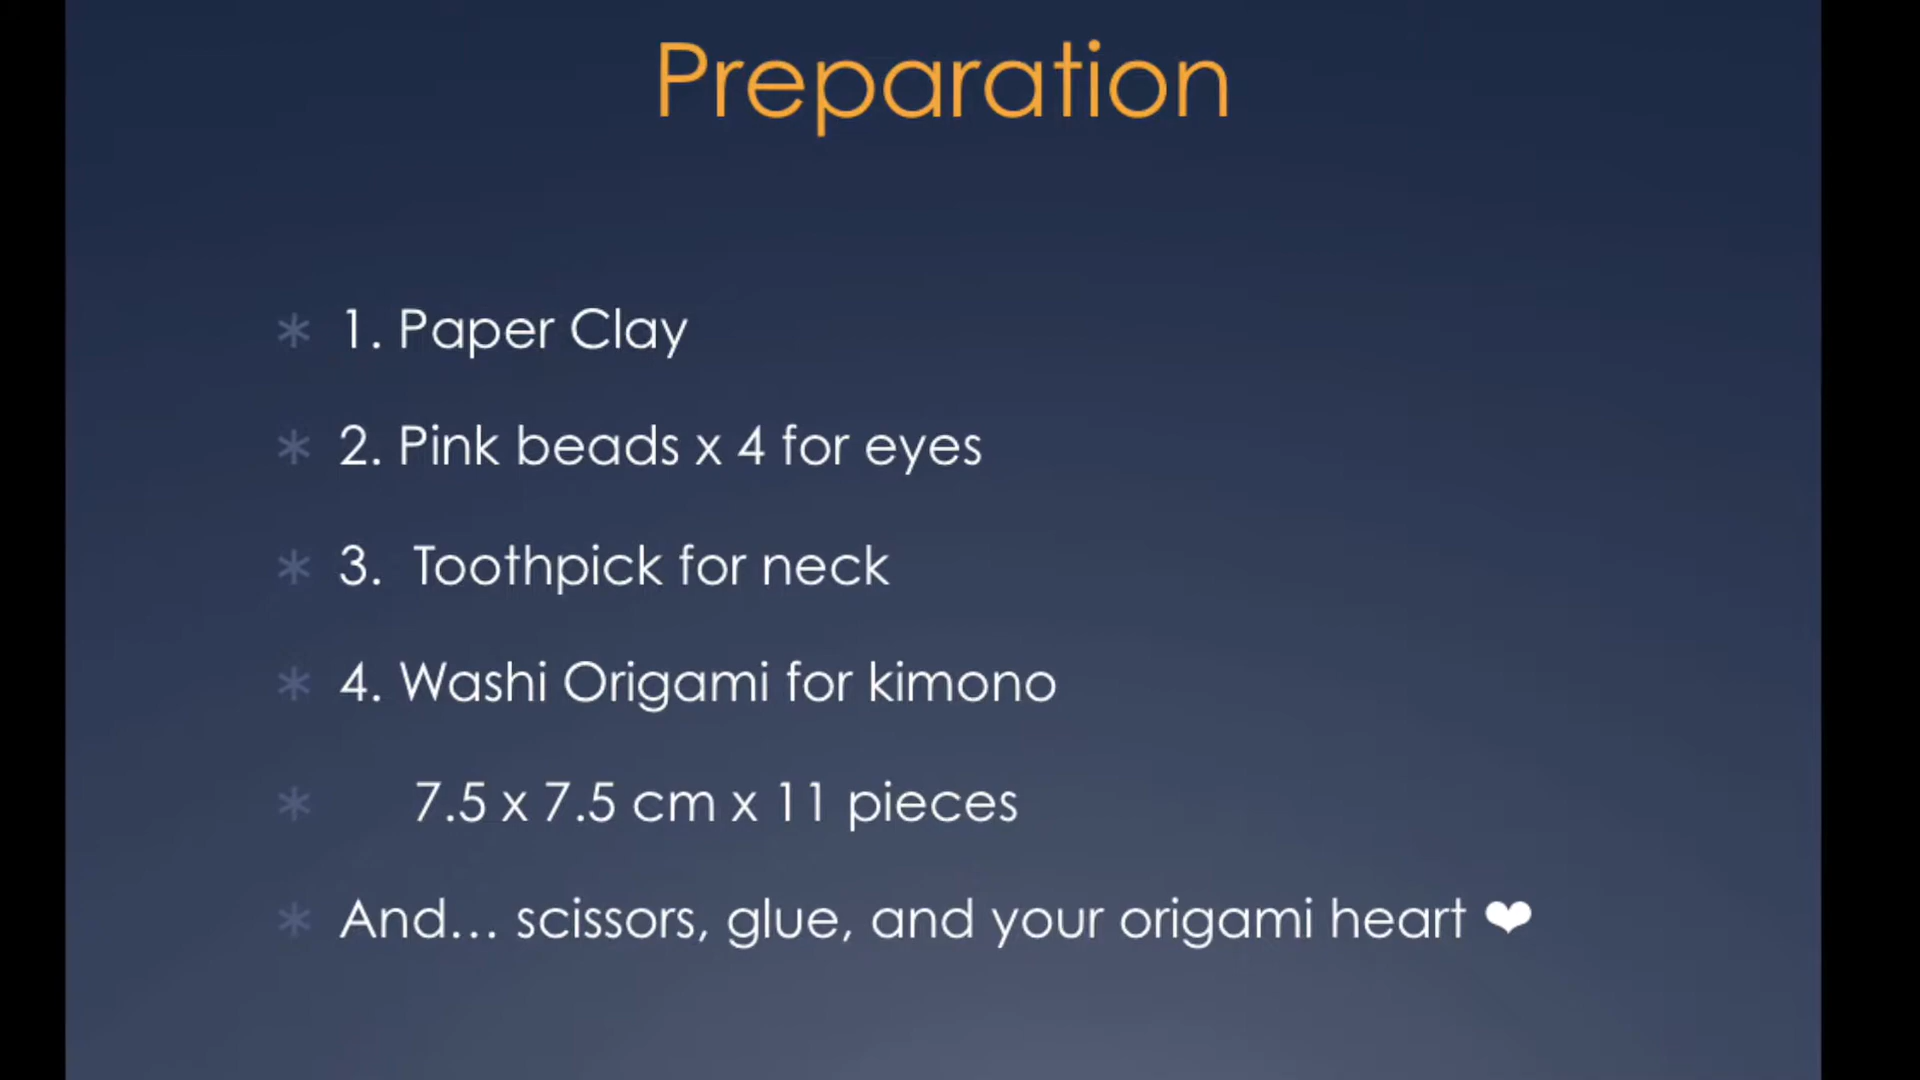 Preparation
* 1. Paper Clay
* 2. Pink beads x 4 for eyes
* 3. Toothpick for neck
* 4. Washi Origami for kimono
* 7.5 x 7.5 cm x 11 pieces
* And... scissors, glue, and your origami heart ❤